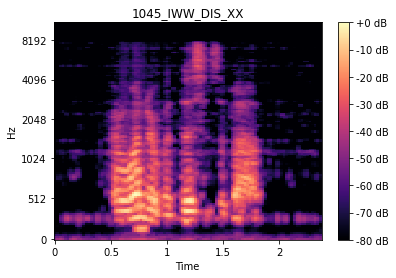 1045_IWW_DIS_XX
8192
4096
2048
1024
512
0
Hz
0
0.5
1
1.5
2
Time
+0 dB
-10 dB
-20 dB
-30 dB
-40 dB
-50 dB
-60 dB
-70 dB
-80 dB